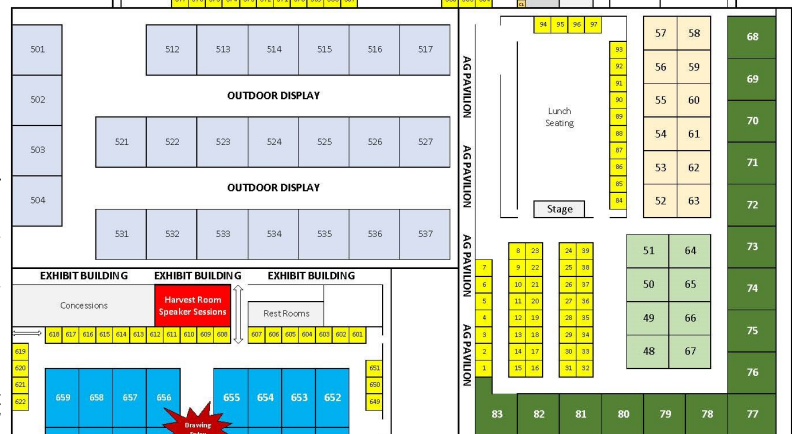 94 95 96 97
57 58
68
501
512 513 514 515 516 517
93
92
56 59
69
91
OUTDOOR DISPLAY
90
55 60
502
AG PAVILION
Lunch
Seating
89
70
88
54 61
521 522 523 524 525 526 527
503
87
86
53 62
71
85
OUTDOOR DISPLAY
AG PAVILION
84
52 63
504
Stage
72
531 532 533 534 535 536 537
8 23 24 39
51 64
73
AG PAVILION
7 9 22 25 38
EXHIBIT BUILDING EXHIBIT BUILDING EXHIBIT BUILDING
6 10 21 26 37
50 65
74
Concessions
Harvest Room
Speaker Sessions
Rest Rooms
5 11 20 27 36
4 12 19 28 35
49 66
618 617 616 615 614 613 612 611 610 609 608
607 606 605 604 603 602 601
3 13 18 29 34
75
AG PAVILION
619
2 14 17 30 33
48 67
620
651
1 15 16 31 32
76
621
650
622
649
659 658 657 656
655 654 653 652
83 82 81 80 79 78 77
Drawing